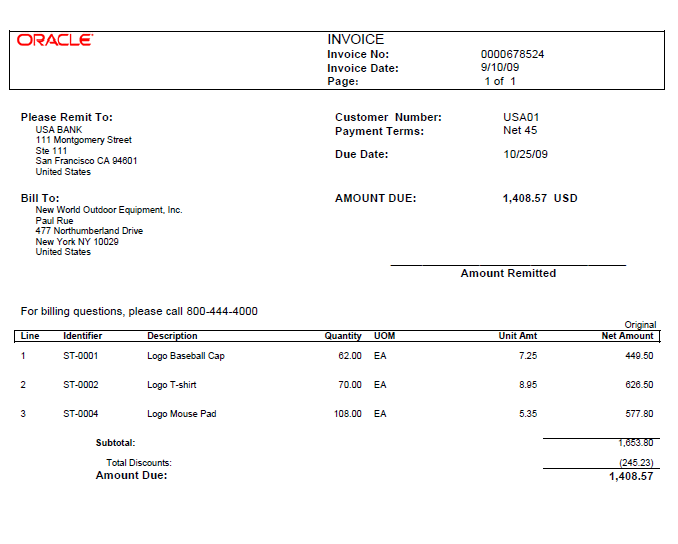 ORACLE
INVOICE
Invoice No: 0000678524
Invoice Date: 9/10/09
Page: 1 of 1
Please Remit To:
USA BANK
111 Montgomery Street
Ste 111
San Francisco CA 94601
United States
Customer Number: USA01
Payment Terms: Net 45
Due Date: 10/25/09
Bill To:
New World Outdoor Equipment, Inc.
Paul Rue
477 Northumberland Drive
New York NY 10029
United States
AMOUNT DUE: 1,408.57 USD
Amount Remitted
For billing questions, please call 800-444-4000
Original
Line Identifier Description Quantity UOM Unit Amt Net Amount
1 ST-0001 Logo Baseball Cap 62.00 EA 7.25 449.50
2 ST-0002 Logo T-shirt 70.00 EA 8.95 626.50
3 ST-0004 Logo Mouse Pad 108.00 EA 5.35 577.80
Subtotal: 1,653.80
Total Discounts: (245.23)
Amount Due: 1,408.57